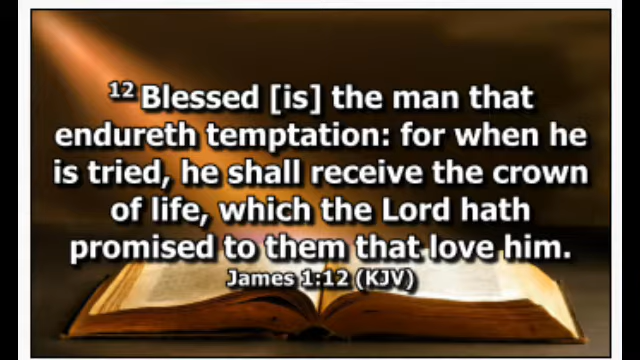 12 Blessed [is] the man that
endureth temptation: for when he
is tried, he shall receive the crown
of life, which the Lord hath
promised to them that love him.
James 1:12 (KJV)